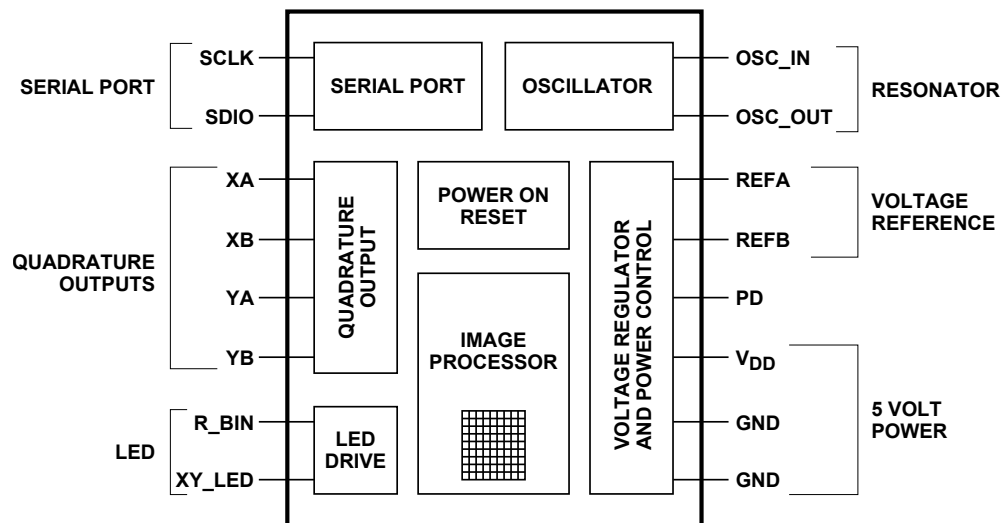 SERIAL PORT
SCLK
SDIO
SERIAL PORT
OSCILLATOR
OSC_IN
OSC_OUT
RESONATOR
QUADRATURE
OUTPUTS
XA
XB
YA
YB
QUADRATURE
OUTPUT
POWER ON
RESET
IMAGE
PROCESSOR
VOLTAGE REGULATOR
AND POWER CONTROL
REFA
REFB
VOLTAGE
REFERENCE
PD
VDD
GND
GND
5 VOLT
POWER
LED
R_BIN
XY_LED
LED
DRIVE